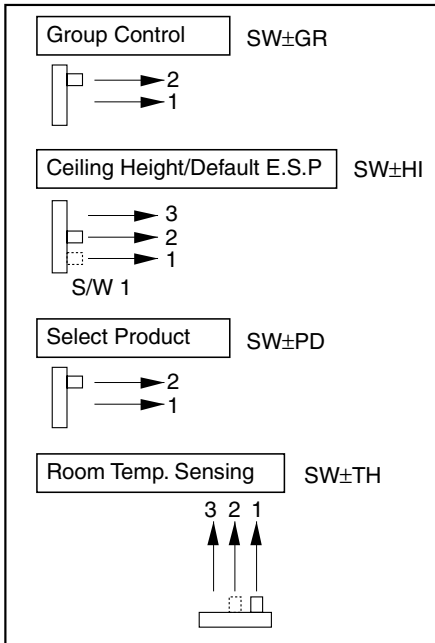 Group Control SW±GR
2
1
Ceiling Height/Default E.S.P SW±HI
3
2
1
S/W 1
Select Product SW±PD
2
1
Room Temp. Sensing SW±TH
3 2 1